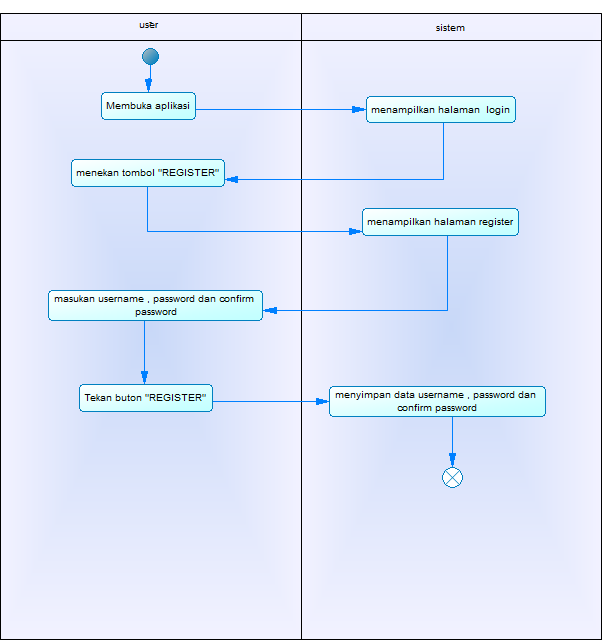 user
sistem
Membuka aplikasi
menampilkan halaman login
menekan tombol "REGISTER"
menampilkan halaman register
masukan username , password dan confirm
password
Tekan buton "REGISTER"
menyimpan data username , password dan
confirm password